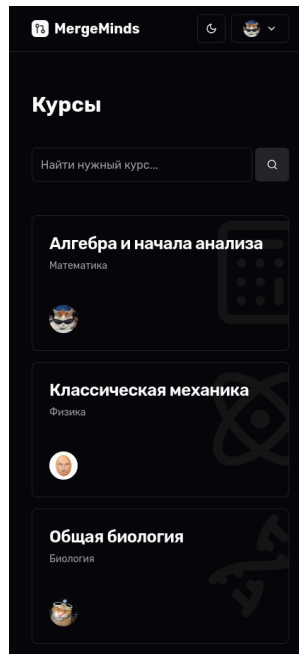 MergeMinds
Курсы
Найти нужный курс...
Алгебра и начала анализа
Математика
Классическая механика
Физика
Общая биология
Биология